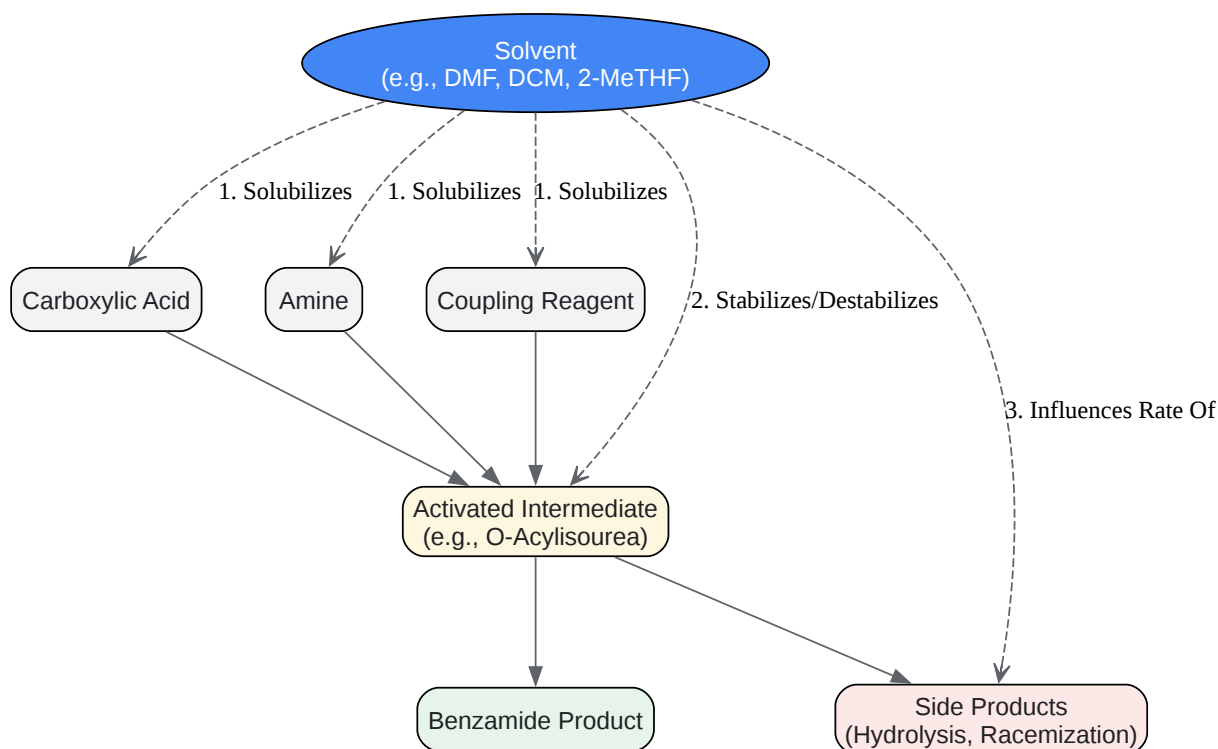 Solvent
(e.g., DMF, DCM, 2-MeTHF)
1. Solubilizes
1. Solubilizes
1. Solubilizes
Carboxylic Acid
Amine
Coupling Reagent
2. Stabilizes/Destabilizes
3. Influences Rate Of
Activated Intermediate
(e.g., O-Acylisourea)
Benzamide Product
Side Products
(Hydrolysis, Racemization)